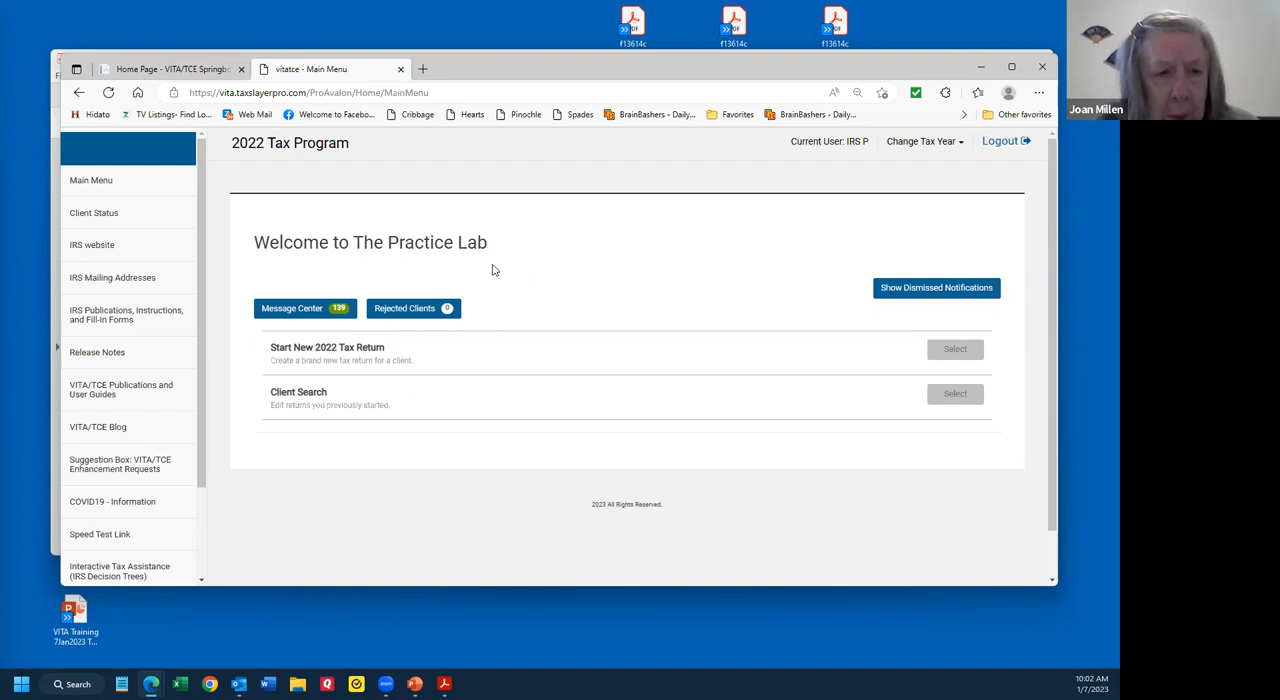 f13614c
f13614c
f13614c
Home Page - VITA/TCE Springbo
vitatce - Main Menu
https://vita.taxslayerpro.com/ProAvalon/Home/MainMenu
Hidato
TV Listings- Find Lo...
Web Mail
Welcome to Facebo...
Cribbage
Hearts
Pinochle
Spades
BrainBashers - Daily...
Favorites
BrainBashers - Daily...
Other favorites
Joan Millen
2022 Tax Program
Current User: IRS P
Change Tax Year
Logout
Main Menu
Client Status
IRS website
IRS Mailing Addresses
IRS Publications, Instructions,
and Fill-In Forms
Release Notes
VITA/TCE Publications and
User Guides
VITA/TCE Blog
Suggestion Box: VITA/TCE
Enhancement Requests
COVID19 - Information
Speed Test Link
Interactive Tax Assistance
(IRS Decision Trees)
Welcome to The Practice Lab
Show Dismissed Notifications
Message Center 139
Rejected Clients 0
Start New 2022 Tax Return
Create a brand new tax return for a client.
Select
Client Search
Edit returns you previously started.
Select
2023 All Rights Reserved.
VITA Training
7Jan2023 T...
Search
10:02 AM
1/7/2023